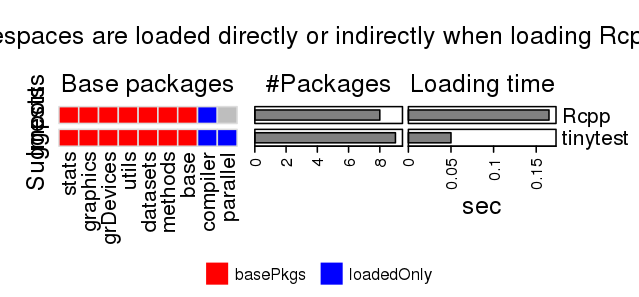 espaces are loaded directly or indirectly when loading Rcp
Base packages
#Packages
Loading time
Rcpp
tinytest
stats
graphics
grDevices
utils
datasets
methods
base
compiler
parallel
0
2
4
6
8
0
0.05
0.1
0.15
sec
basePkgs
loadedOnly